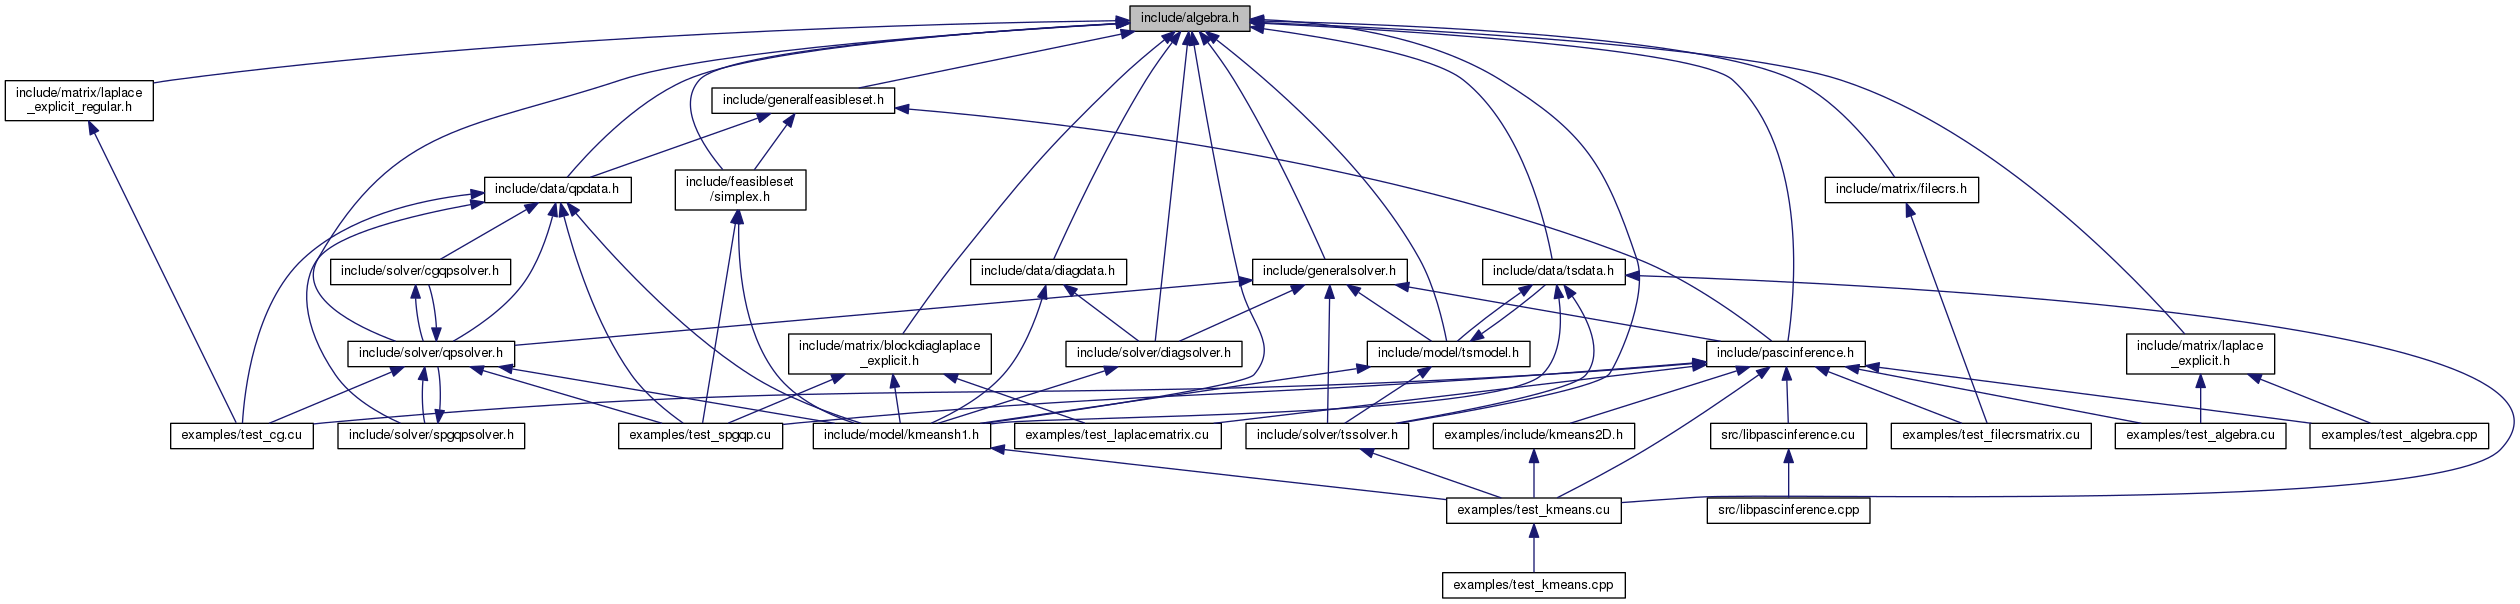 include/algebra.h
include/matrix/laplace
_explicit_regular.h
include/generalfeasibleset.h
include/data/qpdata.h
include/feasibleset
/simplex.h
include/matrix/filecrs.h
include/solver/cgqpsolver.h
include/data/diagdata.h
include/generalsolver.h
include/data/tsdata.h
include/solver/qpsolver.h
include/matrix/blockdiaglaplace
_explicit.h
include/solver/diagsolver.h
include/model/tsmodel.h
include/pascinference.h
include/matrix/laplace
_explicit.h
examples/test_cg.cu
include/solver/spgqpsolver.h
examples/test_spgqp.cu
include/model/kmeansh1.h
examples/test_laplacematrix.cu
include/solver/tssolver.h
examples/include/kmeans2D.h
src/libpascinference.cu
examples/test_filecrsmatrix.cu
examples/test_algebra.cu
examples/test_algebra.cpp
examples/test_kmeans.cu
src/libpascinference.cpp
examples/test_kmeans.cpp